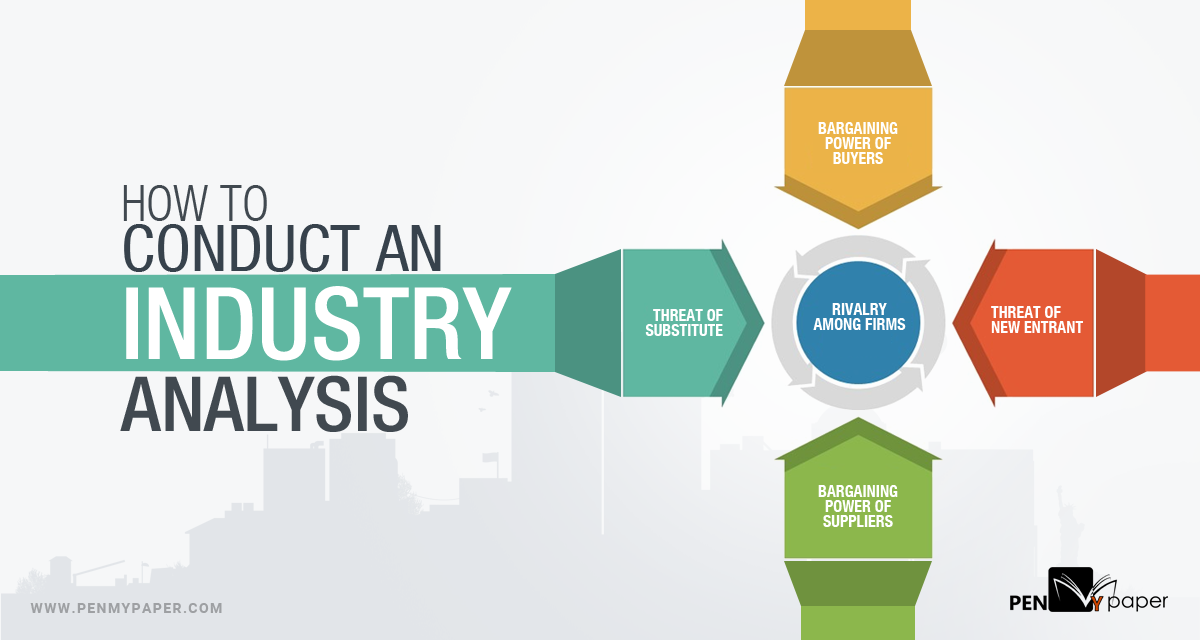 HOW TO
CONDUCT AN
INDUSTRY
ANALYSIS
BARGAINING
POWER OF
BUYERS
THREAT OF
SUBSTITUTE
RIVALRY
AMONG FIRMS
THREAT OF
NEW ENTRANT
BARGAINING
POWER OF
SUPPLIERS
WWW.PENMYPAPER.COM
PEN MY paper